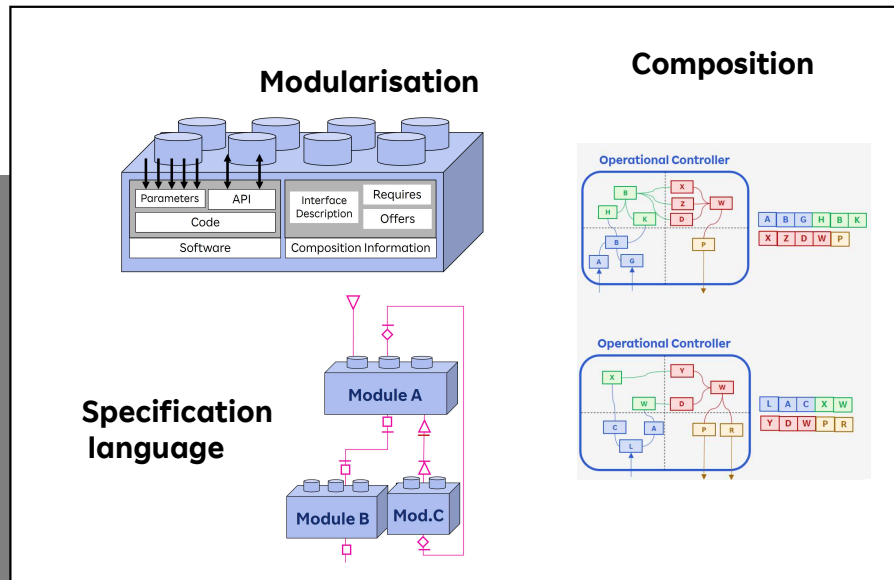 Modularisation
Composition
Parameters
API
Code
Software
Interface
Description
Requires
Offers
Composition Information
Operational Controller
B
X
Z
D
W
H
K
B
P
A
G
A B G H B K
X Z D W P
Specification
language
Module A
Module B
Mod.C
Operational Controller
X
Y
W
W
D
C
A
L
P
R
L A C X W
Y D W P R